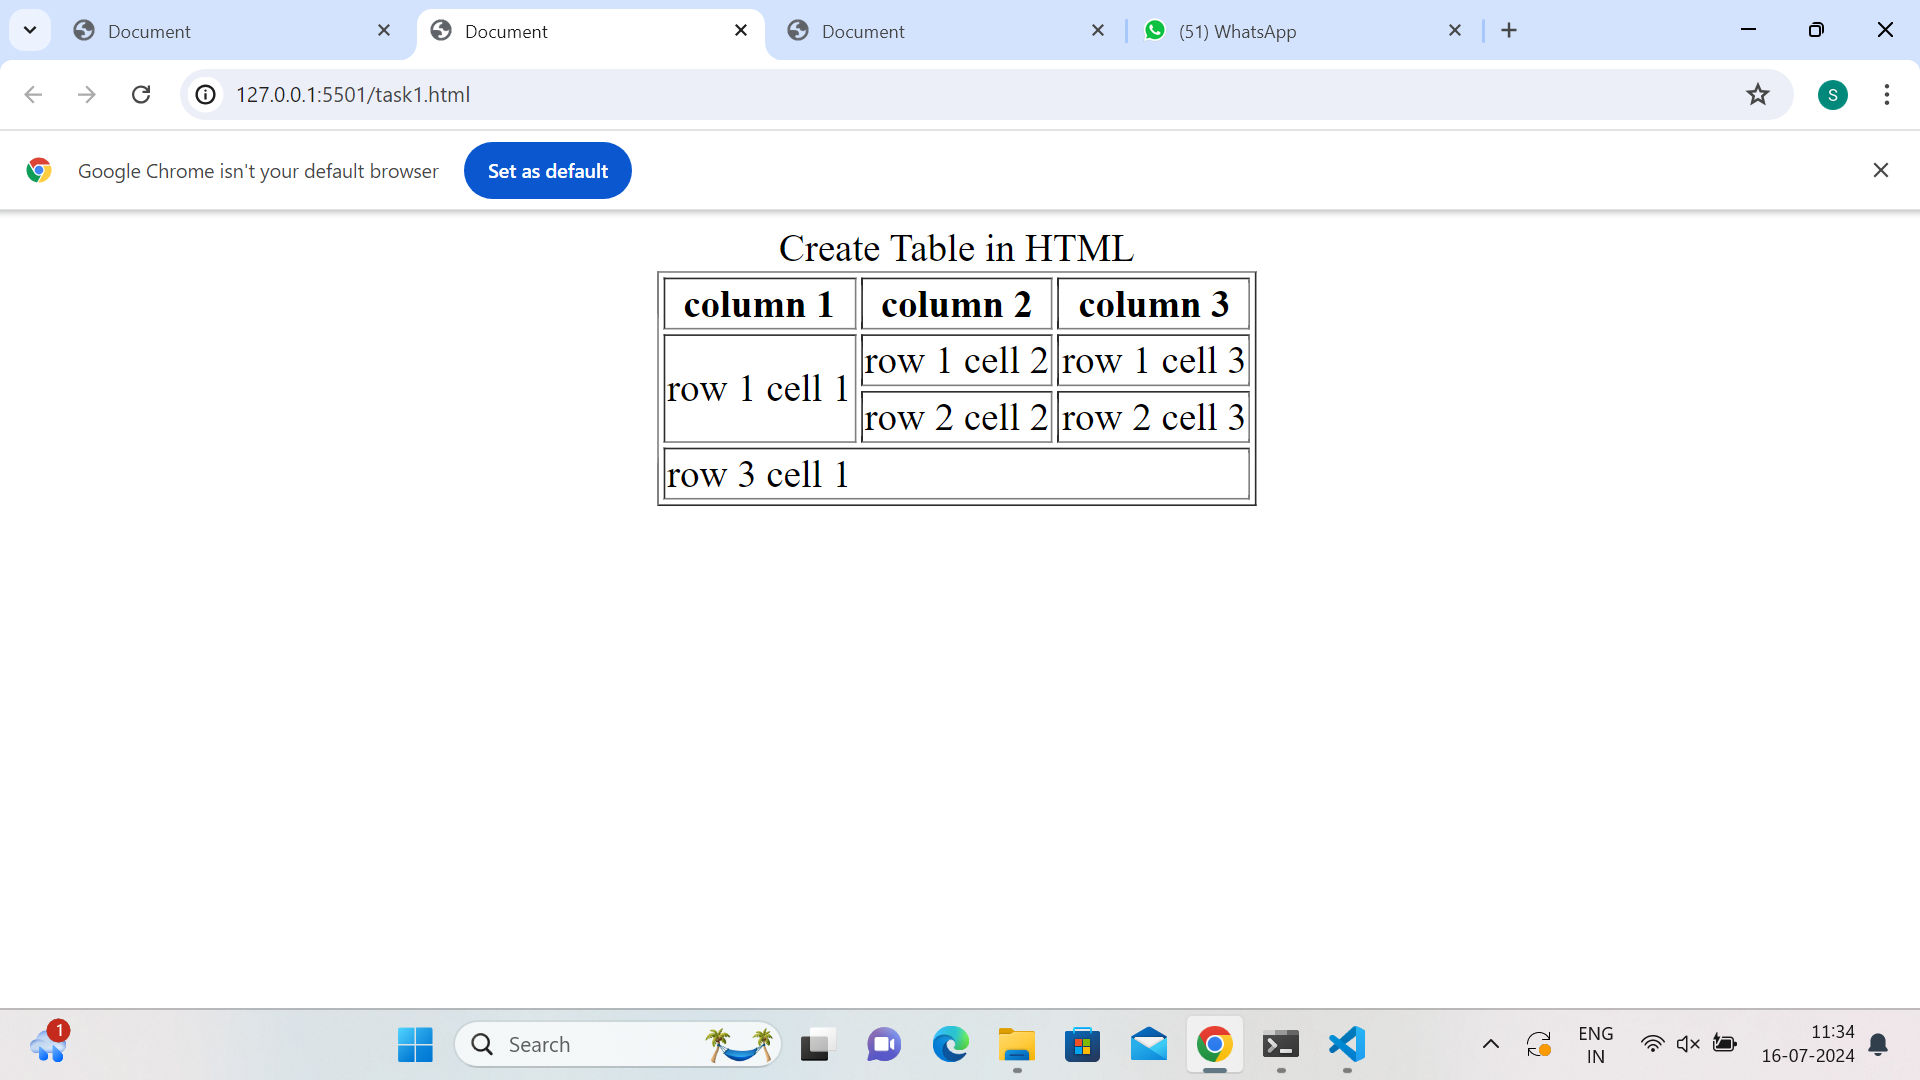 Document
Document
Document
(51) WhatsApp
127.0.0.1:5501/task1.html
S
Google Chrome isn't your default browser
Set as default
Create Table in HTML
column 1 column 2 column 3
row 1 cell 1 row 1 cell 2 row 1 cell 3
row 2 cell 2 row 2 cell 3
row 3 cell 1
1
Search
ENG
IN
11:34
16-07-2024